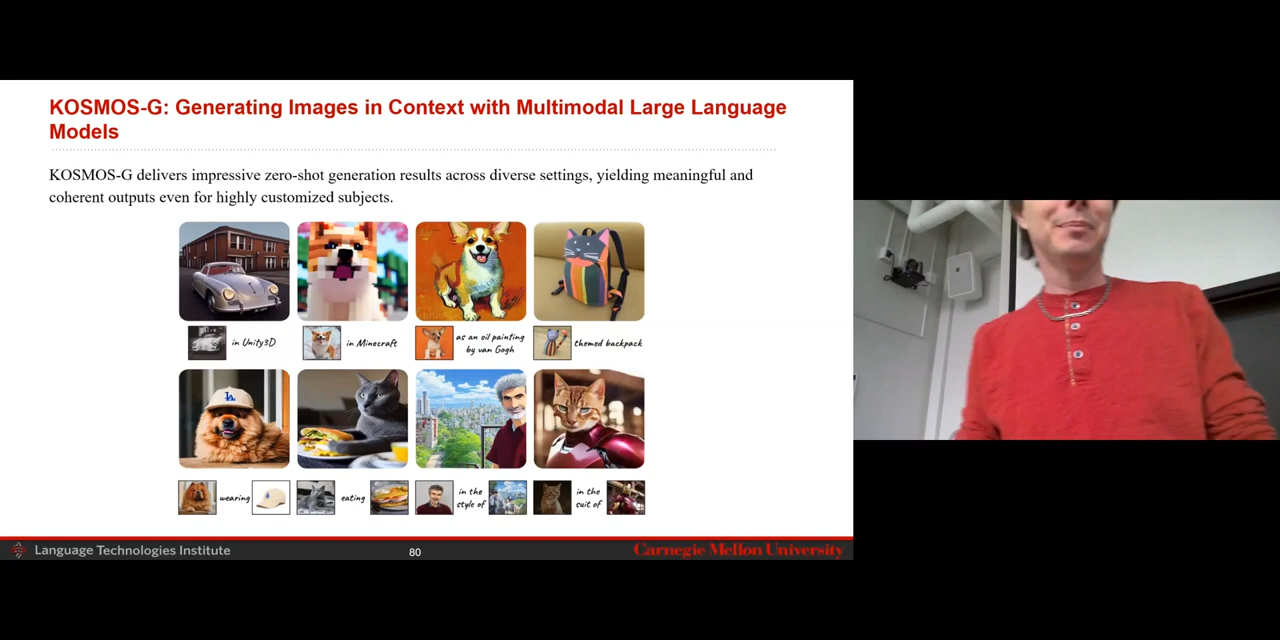 KOSMOS-G: Generating Images in Context with Multimodal Large Language
Models
KOSMOS-G delivers impressive zero-shot generation results across diverse settings, yielding meaningful and
coherent outputs even for highly customized subjects.
in Unity3D
in Minecraft
as an oil painting
by van Gogh
themed backpack
LA
wearing
eating
in the
style of
in the
suit of
Language Technologies Institute
80
Carnegie Mellon University